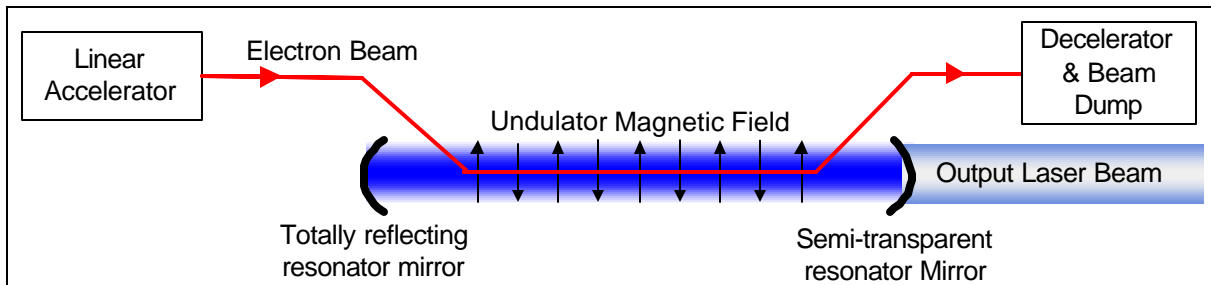 Linear
Accelerator
Electron Beam
Decelerator
& Beam
Dump
Undulator Magnetic Field
Output Laser Beam
Totally reflecting
resonator mirror
Semi-transparent
resonator Mirror